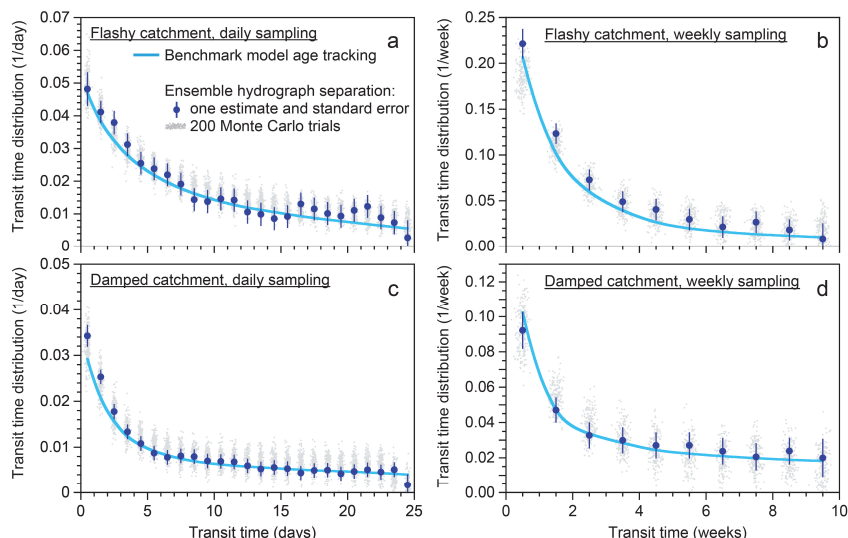 Flashy catchment, daily sampling
a
Benchmark model age tracking
Ensemble hydrograph separation:
one estimate and standard error
200 Monte Carlo trials
Transit time distribution (1/day)
0.07
0.06
0.05
0.04
0.03
0.02
0.01
0
Flashy catchment, weekly sampling
b
Transit time distribution (1/week)
0.25
0.20
0.15
0.10
0.05
0.00
Damped catchment, daily sampling
c
Transit time distribution (1/day)
0.05
0.04
0.03
0.02
0.01
0
0
5
10
15
20
25
Transit time (days)
Damped catchment, weekly sampling
d
Transit time distribution (1/week)
0.12
0.10
0.08
0.06
0.04
0.02
0.00
0
2
4
6
8
10
Transit time (weeks)